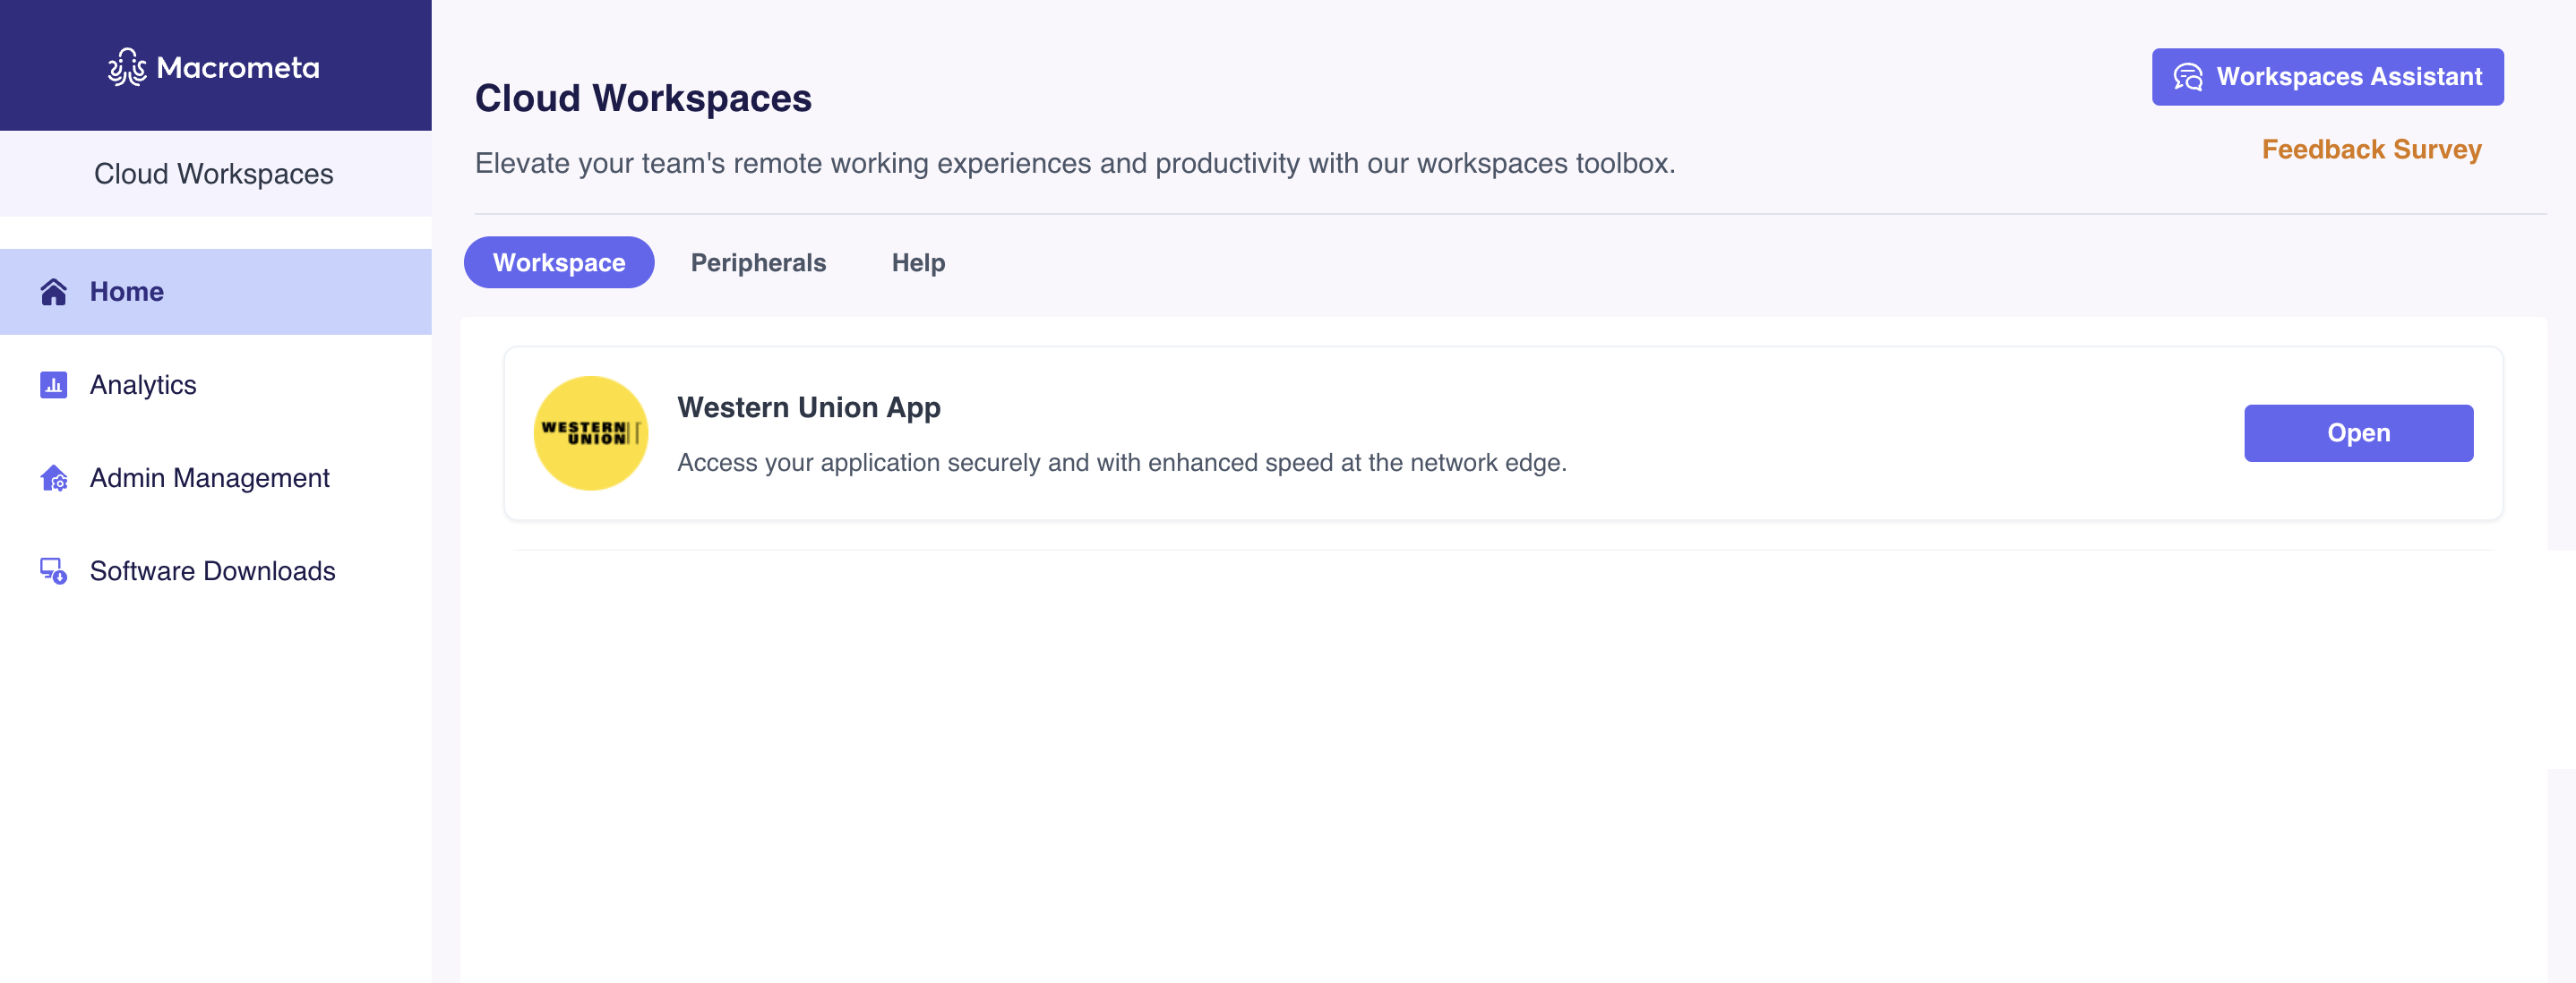 Macrometa
Cloud Workspaces
Home
Analytics
Admin Management
Software Downloads
Cloud Workspaces
Elevate your team's remote working experiences and productivity with our workspaces toolbox.
Workspaces Assistant
Feedback Survey
Workspace
Peripherals
Help
WESTERN
UNION
Western Union App
Access your application securely and with enhanced speed at the network edge.
Open